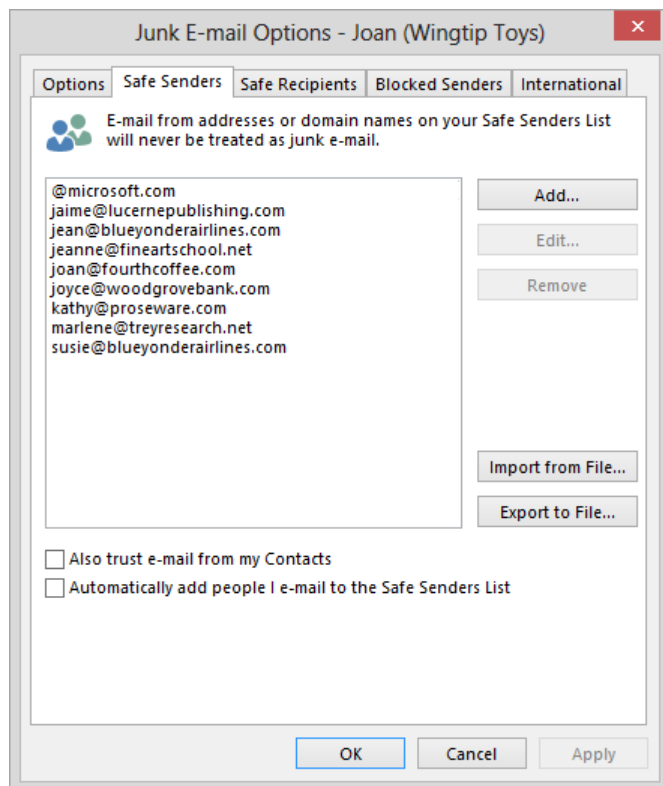 Junk E-mail Options - Joan (Wingtip Toys)
Options Safe Senders Safe Recipients Blocked Senders International
E-mail from addresses or domain names on your Safe Senders List
will never be treated as junk e-mail.
@microsoft.com
jaime@lucernepublishing.com
jean@blueyonderairlines.com
jeanne@fineartschool.net
joan@fourthcoffee.com
joyce@woodgrovebank.com
kathy@proseware.com
marlene@treyresearch.net
susie@blueyonderairlines.com
Add...
Edit...
Remove
Import from File...
Export to File...
Also trust e-mail from my Contacts
Automatically add people I e-mail to the Safe Senders List
OK Cancel Apply